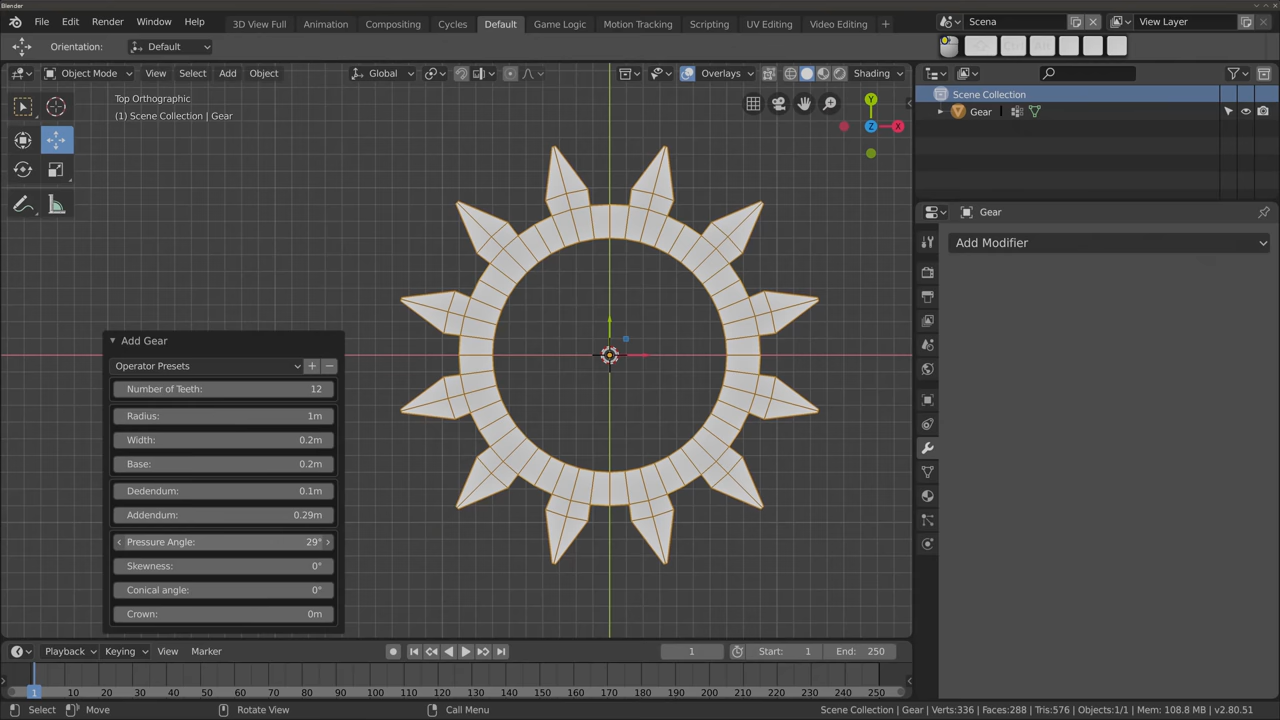 Blender
File Edit Render Window Help 3D View Full Animation Compositing Cycles Default Game Logic Motion Tracking Scripting UV Editing Video Editing + Scena View Layer
Orientation: Default
Object Mode View Select Add Object Global Overlays Shading
Top Orthographic
(1) Scene Collection | Gear
Y
Z X
Scene Collection
Gear
Gear
Add Modifier
Add Gear
Operator Presets + −
Number of Teeth: 12
Radius: 1m
Width: 0.2m
Base: 0.2m
Dedendum: 0.1m
Addendum: 0.29m
Pressure Angle: 29°
Skewness: 0°
Conical angle: 0°
Crown: 0m
Playback Keying View Marker 1 Start: 1 End: 250
1 10 20 30 40 50 60 70 80 90 100 110 120 130 140 150 160 170 180 190 200 210 220 230 240 250
Select Move Rotate View Call Menu Scene Collection | Gear | Verts:336 | Faces:288 | Tris:576 | Objects:1/1 | Mem: 108.8 MB | v2.80.51